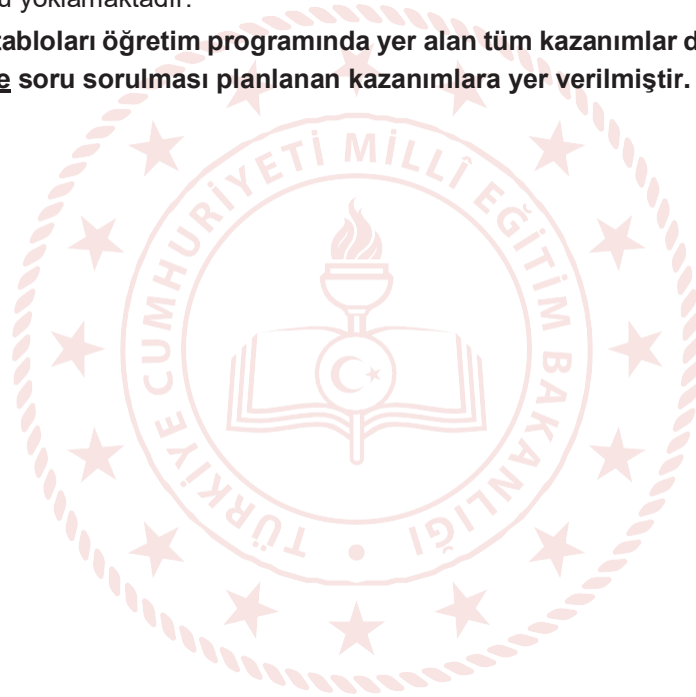 u yoklamaktadır.
tabloları öğretim programında yer alan tüm kazanımlar d
e soru sorulması planlanan kazanımlara yer verilmiştir.
TÜRKİYE CUMHURİYETİ MİLLÎ EĞİTİM BAKANLIĞI